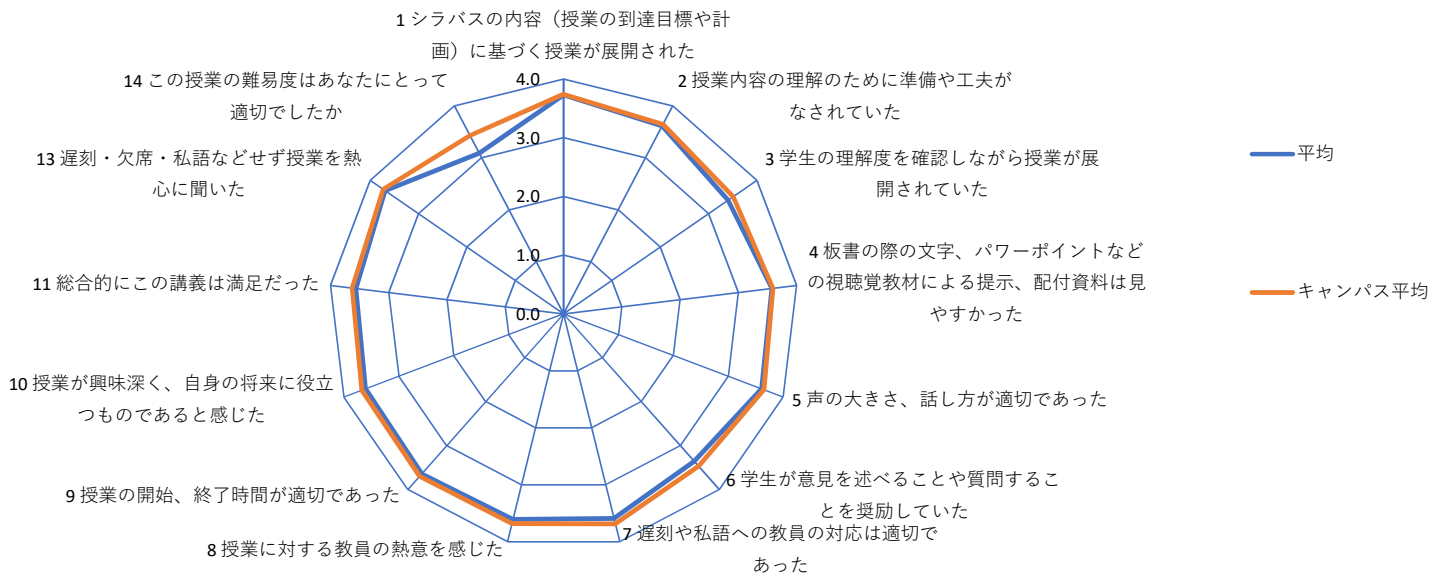 1 シラバスの内容（授業の到達目標や計
画）に基づく授業が展開された
14 この授業の難易度はあなたにとって
適切でしたか
2 授業内容の理解のために準備や工夫が
なされていた
13 遅刻・欠席・私語などせず授業を熱
心に聞いた
3 学生の理解度を確認しながら授業が展
開されていた
4 板書の際の文字、パワーポイントなど
の視聴覚教材による提示、配付資料は見
やすかった
11 総合的にこの講義は満足だった
10 授業が興味深く、自身の将来に役立
つものであると感じた
5 声の大きさ、話し方が適切であった
9 授業の開始、終了時間が適切であった
6 学生が意見を述べることや質問するこ
とを奨励していた
8 授業に対する教員の熱意を感じた
7 遅刻や私語への教員の対応は適切で
あった
4.0
3.0
2.0
1.0
0.0
平均
キャンパス平均